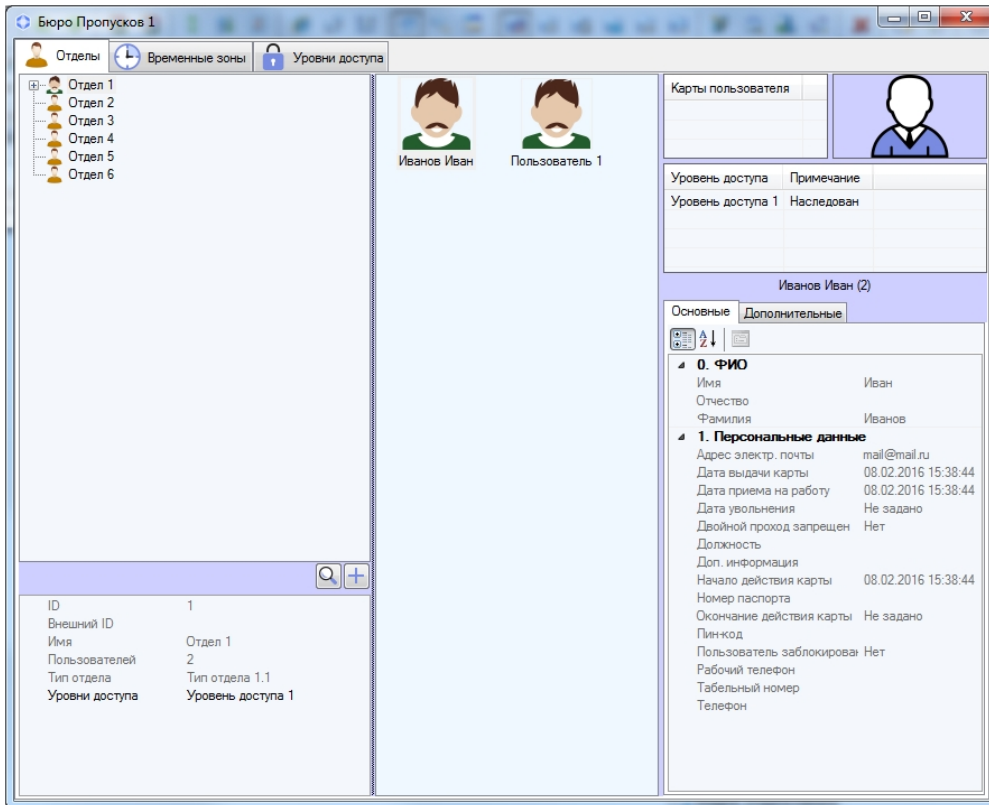 Бюро Пропусков 1
Отделы Временные зоны Уровни доступа
Отдел 1
Отдел 2
Отдел 3
Отдел 4
Отдел 5
Отдел 6
ID 1
Внешний ID
Имя Отдел 1
Пользователей 2
Тип отдела Тип отдела 1.1
Уровни доступа Уровень доступа 1
Иванов Иван Пользователь 1
Карты пользователя
Уровень доступа Примечание
Уровень доступа 1 Наследован
Иванов Иван (2)
Основные Дополнительные
0. ФИО
Имя Иван
Отчество
Фамилия Иванов
1. Персональные данные
Адрес электр. почты mail@mail.ru
Дата выдачи карты 08.02.2016 15:38:44
Дата приема на работу 08.02.2016 15:38:44
Дата увольнения Не задано
Двойной проход запрещен Нет
Должность
Доп. информация
Начало действия карты 08.02.2016 15:38:44
Номер паспорта
Окончание действия карты Не задано
Пин-код
Пользователь заблокирован Нет
Рабочий телефон
Табельный номер
Телефон